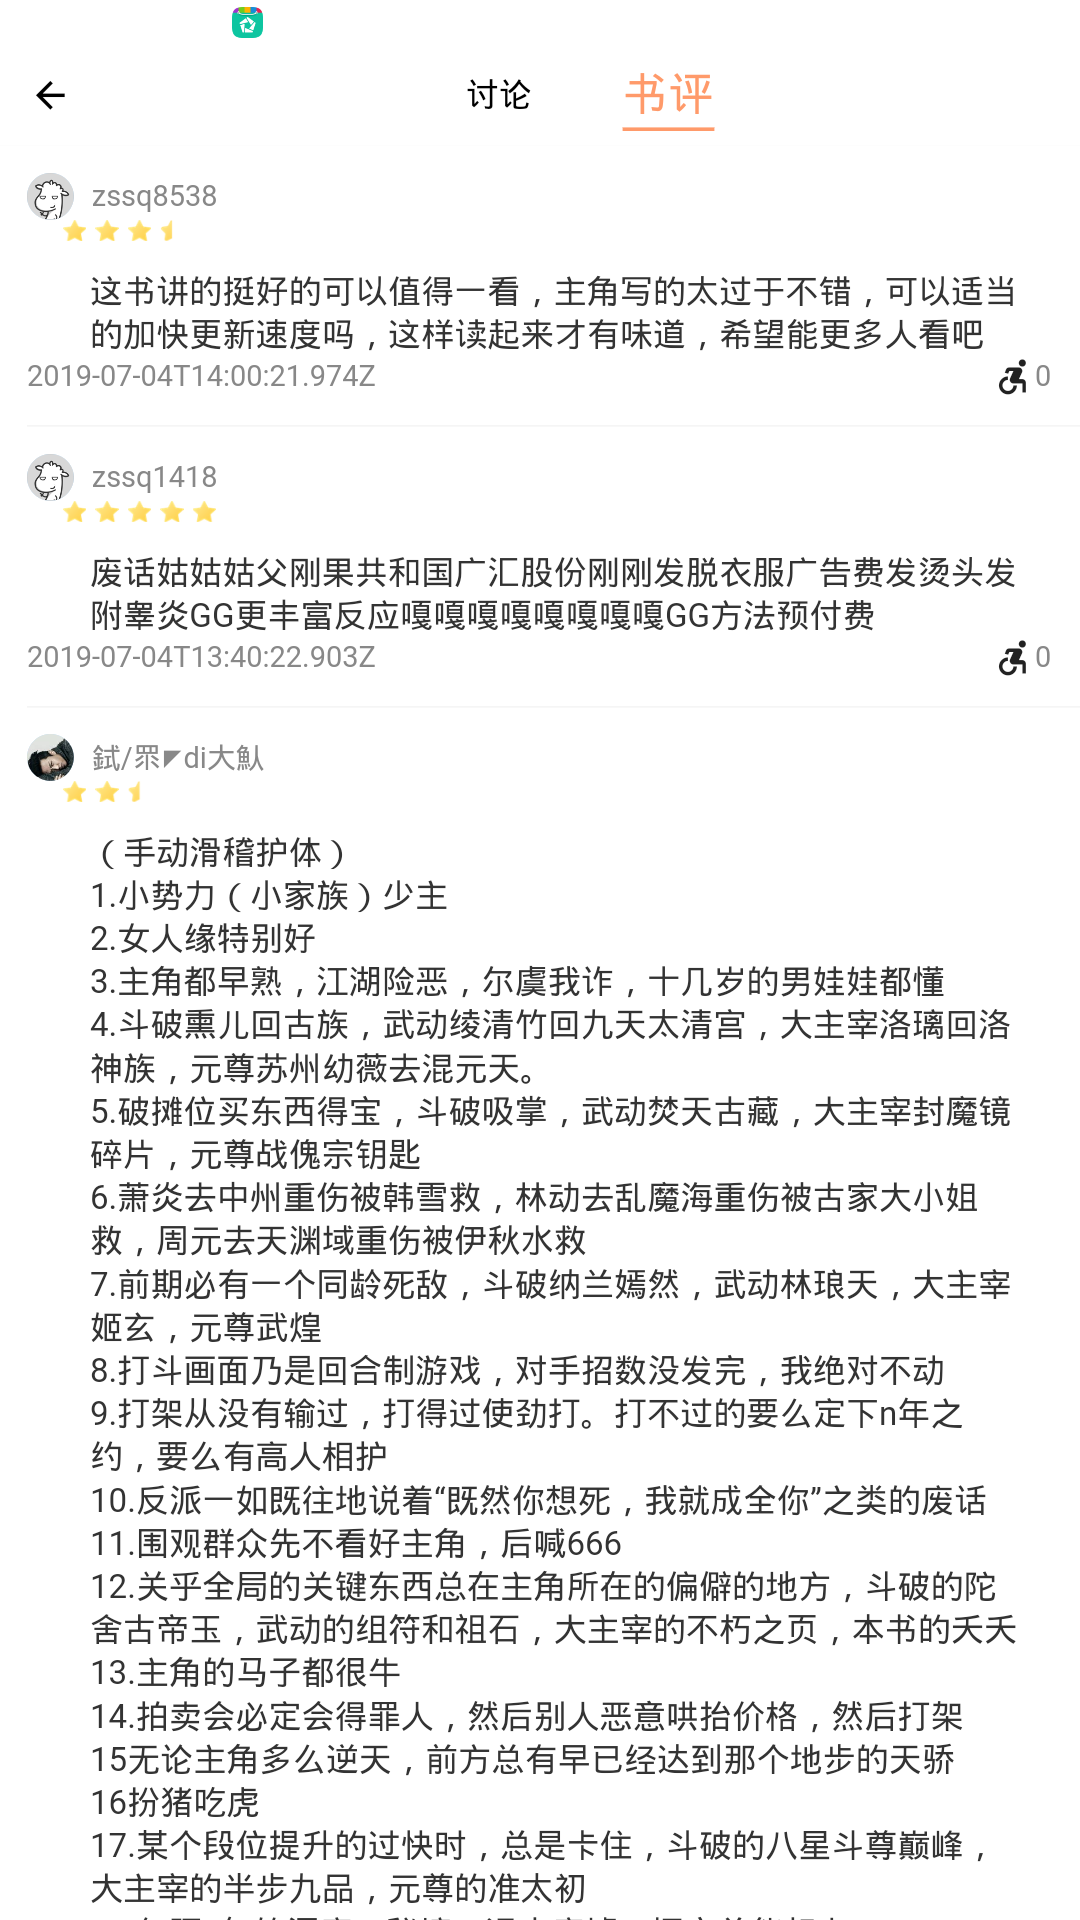 讨论 书评
zssq8538
这书讲的挺好的可以值得一看，主角写的太过于不错，可以适当
的加快更新速度吗，这样读起来才有味道，希望能更多人看吧
2019-07-04T14:00:21.974Z 0
zssq1418
废话姑姑姑父刚果共和国广汇股份刚刚发脱衣服广告费发烫头发
附睾炎GG更丰富反应嘎嘎嘎嘎嘎嘎嘎嘎GG方法预付费
2019-07-04T13:40:22.903Z 0
di大
（手动滑稽护体）
1.小势力（小家族）少主
2.女人缘特别好
3.主角都早熟，江湖险恶，尔虞我诈，十几岁的男娃娃都懂
4.斗破熏儿回古族，武动绫清竹回九天太清宫，大主宰洛璃回洛
神族，元尊苏州幼薇去混元天。
5.破摊位买东西得宝，斗破吸掌，武动焚天古藏，大主宰封魔镜
碎片，元尊战傀宗钥匙
6.萧炎去中州重伤被韩雪救，林动去乱魔海重伤被古家大小姐
救，周元去天渊域重伤被伊秋水救
7.前期必有一个同龄死敌，斗破纳兰嫣然，武动林琅天，大主宰
姬玄，元尊武煌
8.打斗画面乃是回合制游戏，对手招数没发完，我绝对不动
9.打架从没有输过，打得过使劲打。打不过的要么定下n年之
约，要么有高人相护
10.反派一如既往地说着“既然你想死，我就成全你”之类的废话
11.围观群众先不看好主角，后喊666
12.关乎全局的关键东西总在主角所在的偏僻的地方，斗破的陀
舍古帝玉，武动的组符和祖石，大主宰的不朽之页，本书的夭夭
13.主角的马子都很牛
14.拍卖会必定会得罪人，然后别人恶意哄抬价格，然后打架
15无论主角多么逆天，前方总有早已经达到那个地步的天骄
16扮猪吃虎
17.某个段位提升的过快时，总是卡住，斗破的八星斗尊巅峰，
大主宰的半步九品，元尊的准太初